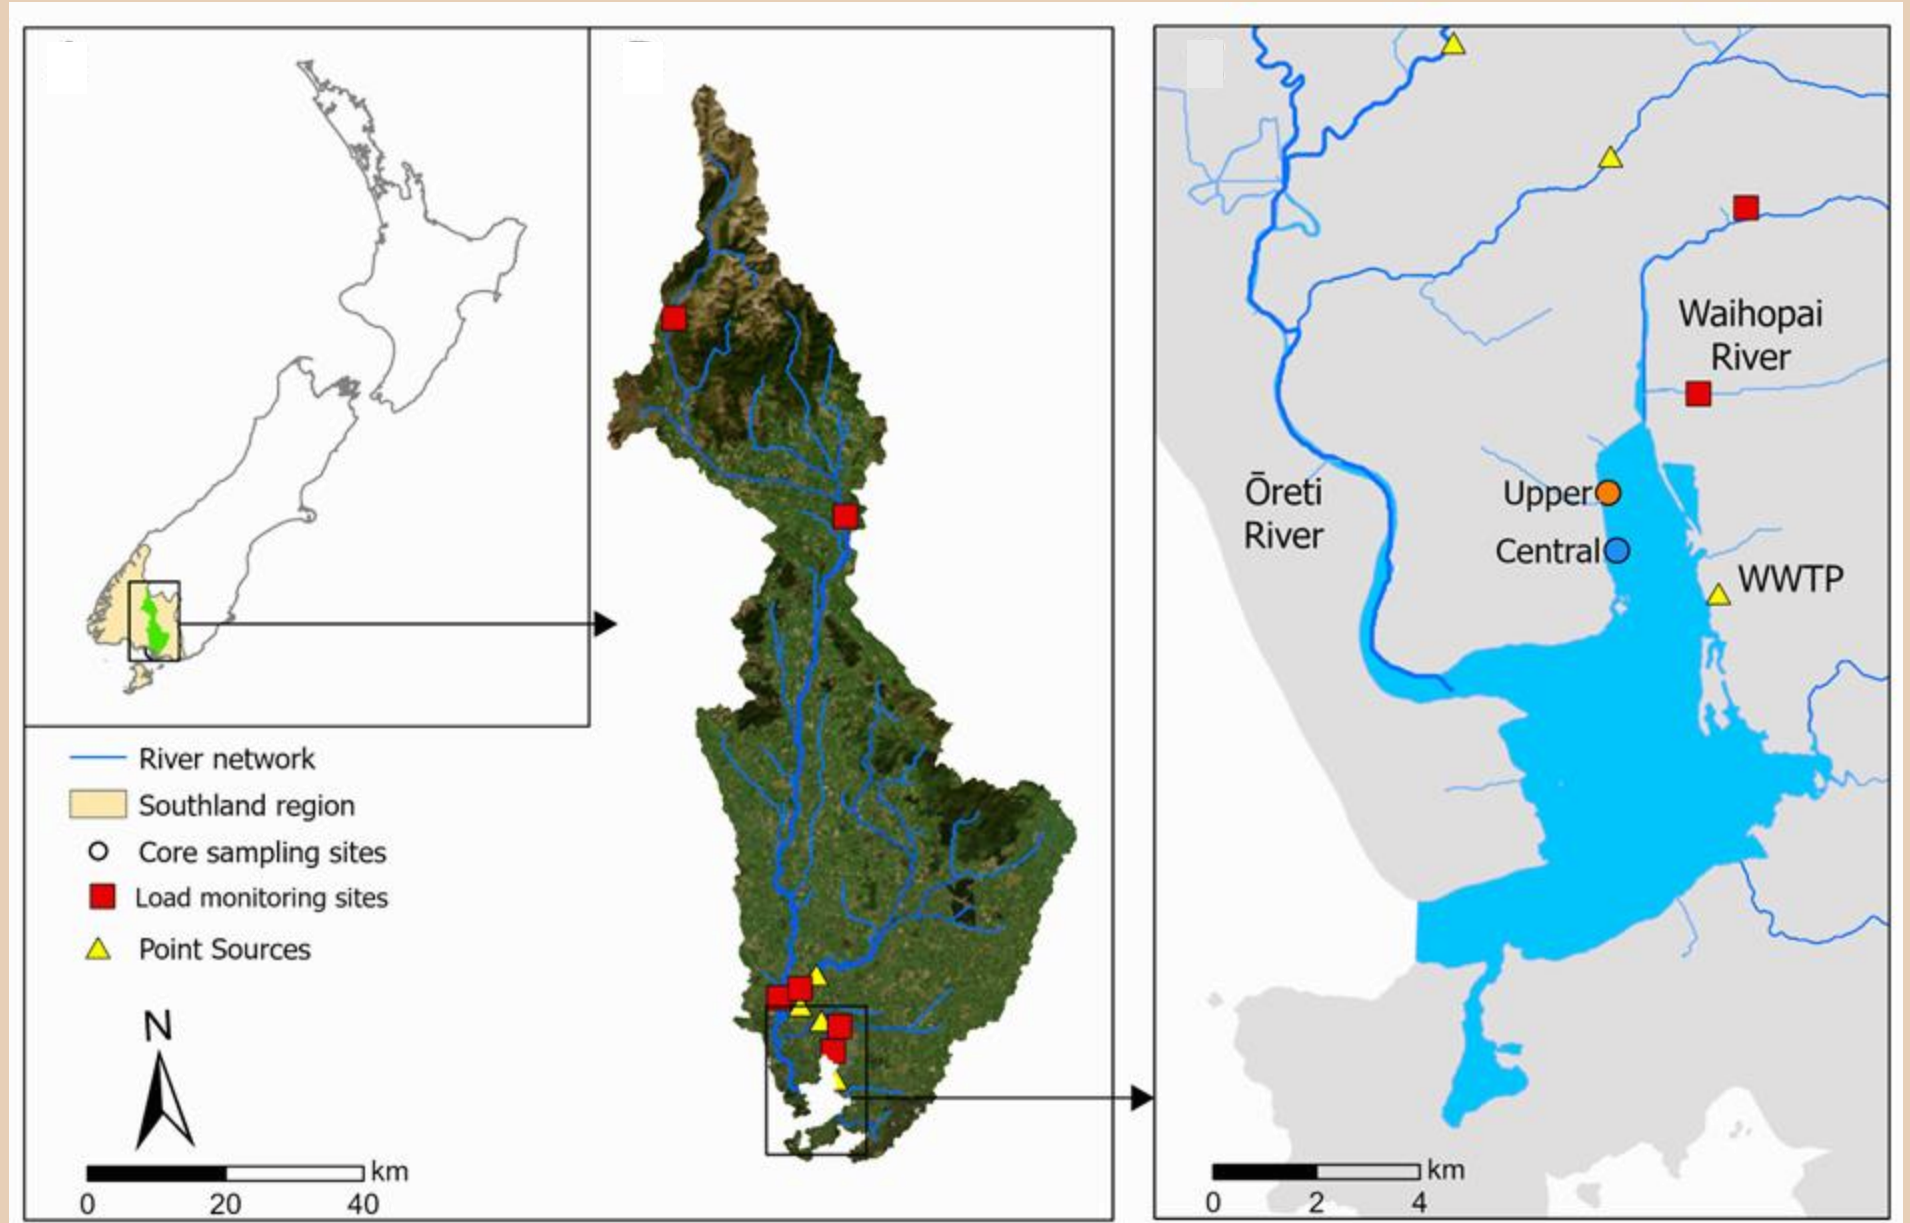 River network
Southland region
Core sampling sites
Load monitoring sites
Point Sources
N
km
0 20 40
Waihopai
River
Ōreti
River
Upper
Central
WWTP
km
0 2 4